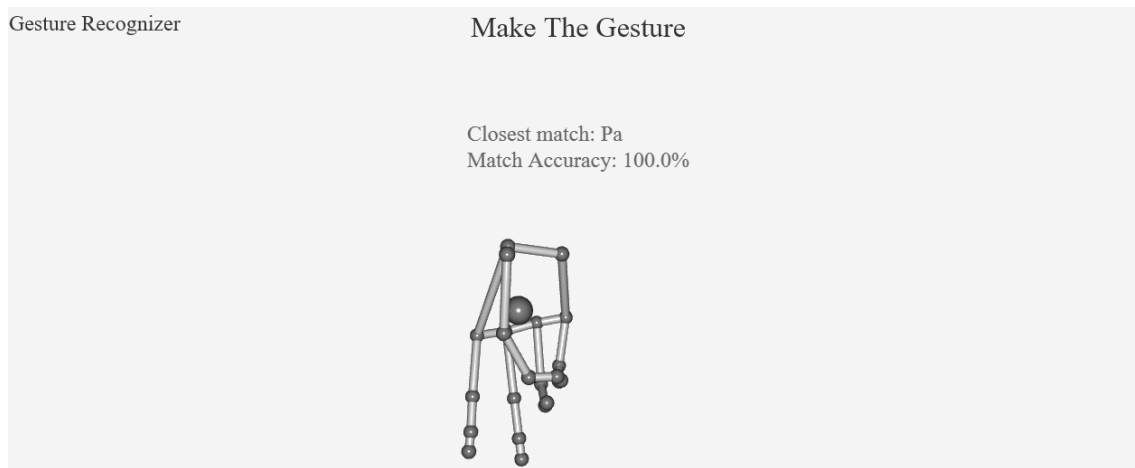 Gesture Recognizer
Make The Gesture
Closest match: Pa
Match Accuracy: 100.0%